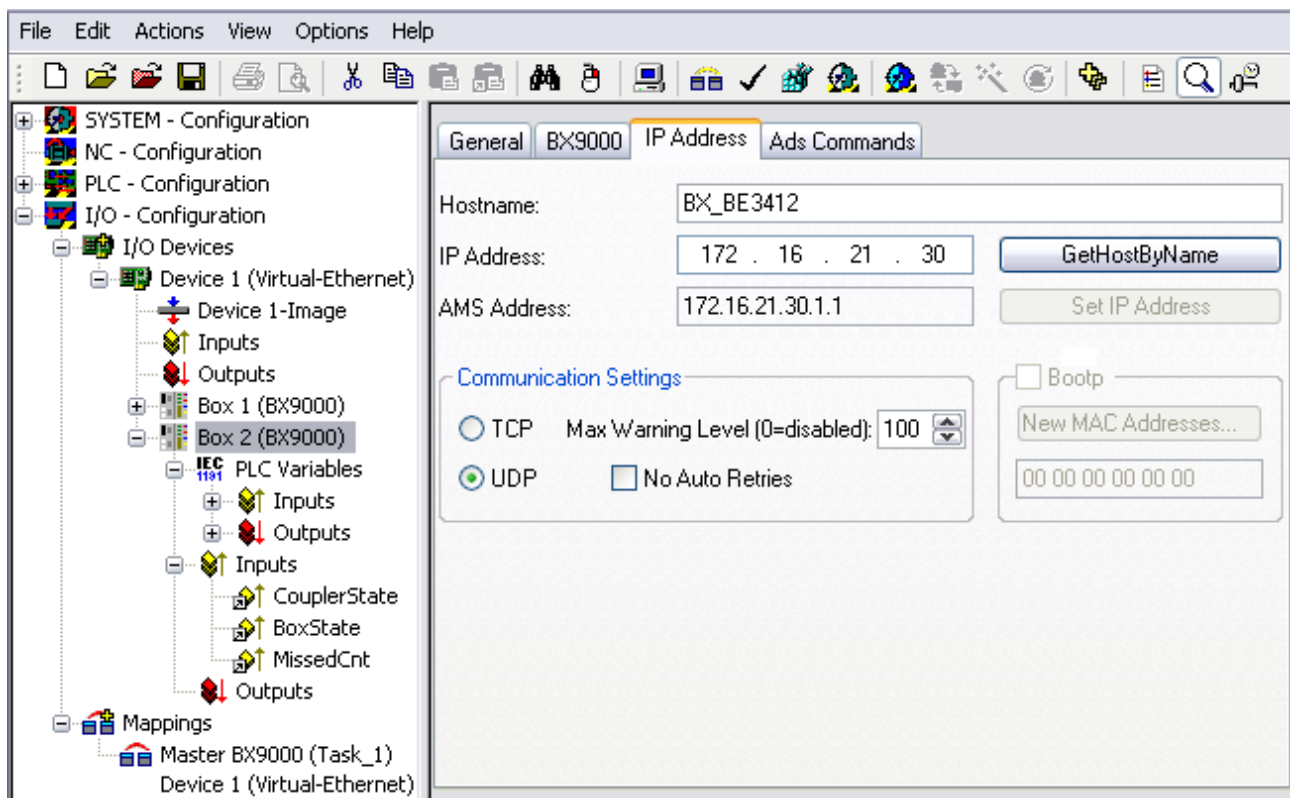 File Edit Actions View Options Help
SYSTEM - Configuration
NC - Configuration
PLC - Configuration
I/O - Configuration
I/O Devices
Device 1 (Virtual-Ethernet)
Device 1-Image
Inputs
Outputs
Box 1 (BX9000)
Box 2 (BX9000)
IEC
1131
PLC Variables
Inputs
Outputs
Inputs
CouplerState
BoxState
MissedCnt
Outputs
Mappings
Master BX9000 (Task_1)
Device 1 (Virtual-Ethernet)
General BX9000 IP Address Ads Commands
Hostname: BX_BE3412
IP Address: 172 . 16 . 21 . 30 GetHostByName
AMS Address: 172.16.21.30.1.1 Set IP Address
Communication Settings
TCP Max Warning Level (0=disabled): 100
UDP No Auto Retries
Bootp
New MAC Addresses...
00 00 00 00 00 00